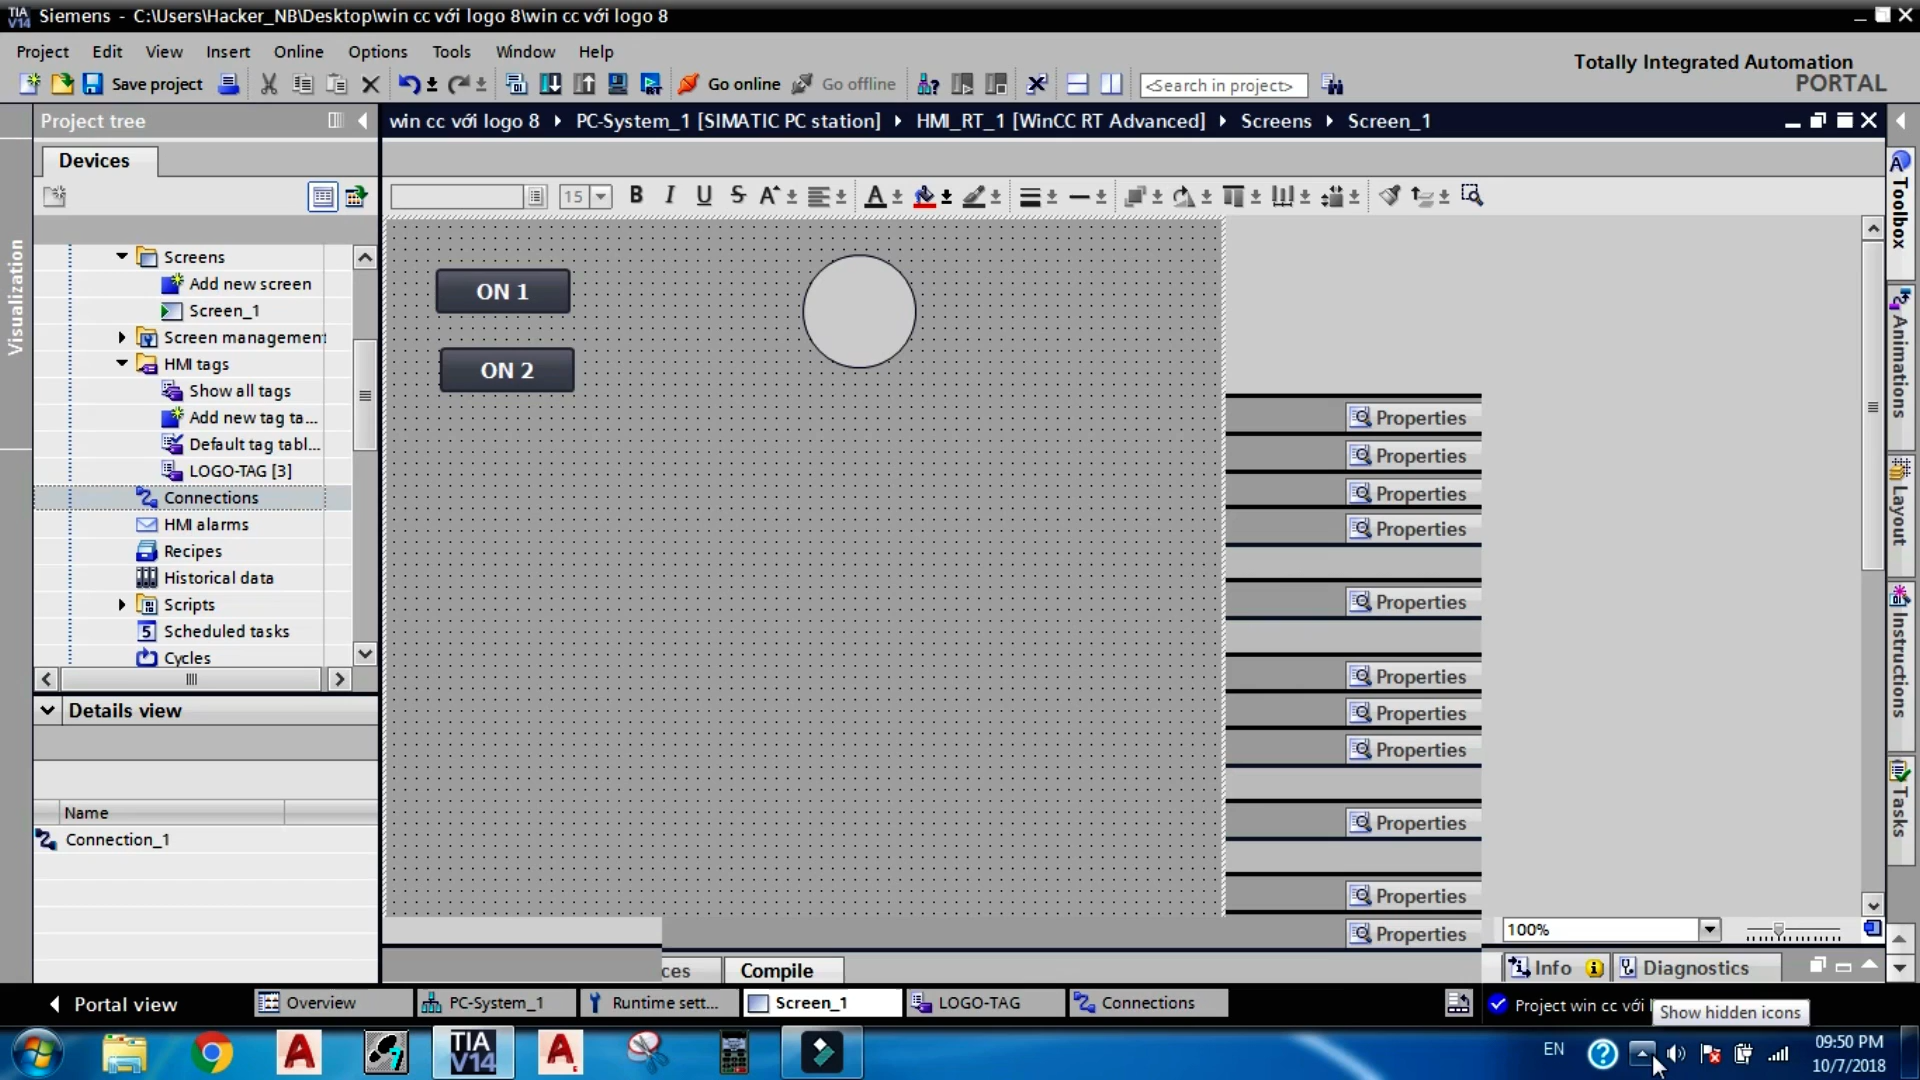 TIA V14 Siemens - C:\Users\Hacker_NB\Desktop\win cc với logo 8\win cc với logo 8
Project Edit View Insert Online Options Tools Window Help
Totally Integrated Automation
PORTAL
Save project Go online Go offline <Search in project>
Project tree
win cc với logo 8 PC-System_1 [SIMATIC PC station] HMI_RT_1 [WinCC RT Advanced] Screens Screen_1
Devices
15 B I U S A A
Visualization
Screens
Add new screen
Screen_1
Screen management
HMI tags
Show all tags
Add new tag ta...
Default tag tabl...
LOGO-TAG [3]
Connections
HMI alarms
Recipes
Historical data
Scripts
Scheduled tasks
Cycles
Details view
Name
Connection_1
ON 1
ON 2
Properties
Properties
Properties
Properties
Properties
Properties
Properties
Properties
Properties
Properties
Properties
Toolbox
Animations
Layout
Instructions
Tasks
100%
ces Compile
Info Diagnostics
Portal view Overview PC-System_1 Runtime sett... Screen_1 LOGO-TAG Connections
Project win cc với
Show hidden icons
TIA V14
EN
09:50 PM
10/7/2018